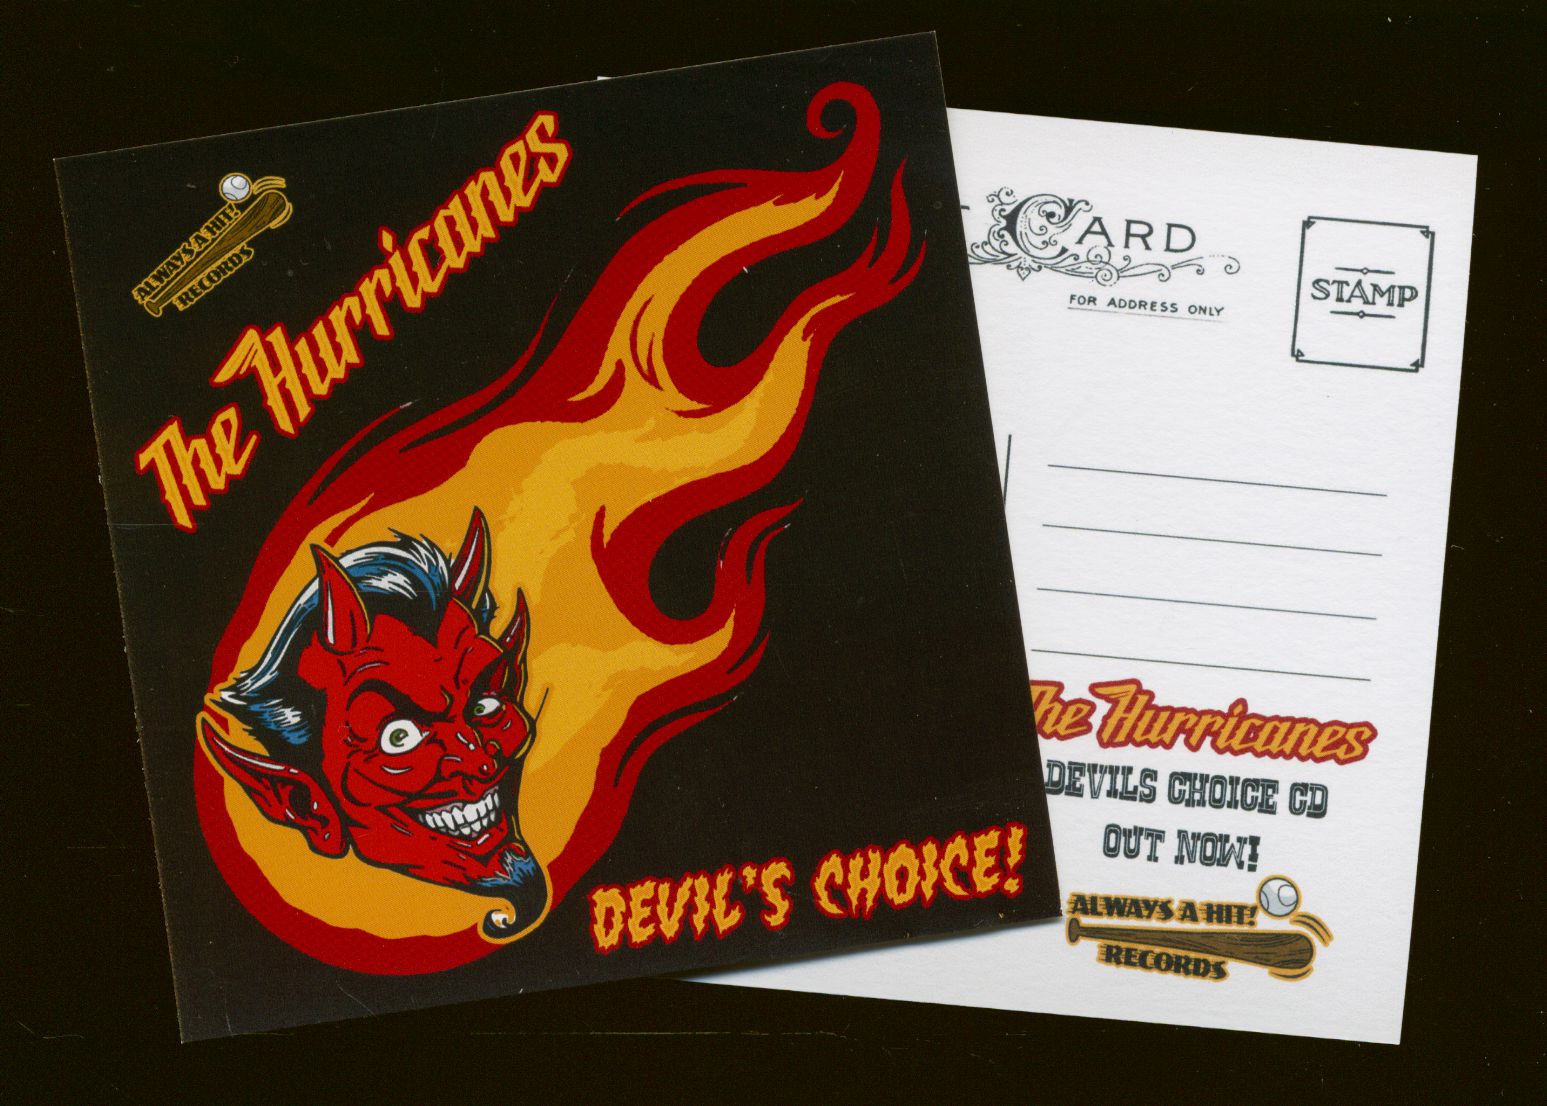 ALWAYS A HIT!
RECORDS
The Hurricanes
DEVIL'S CHOICE!
CARD
FOR ADDRESS ONLY
STAMP
The Hurricanes
DEVILS CHOICE CD
OUT NOW!
ALWAYS A HIT!
RECORDS